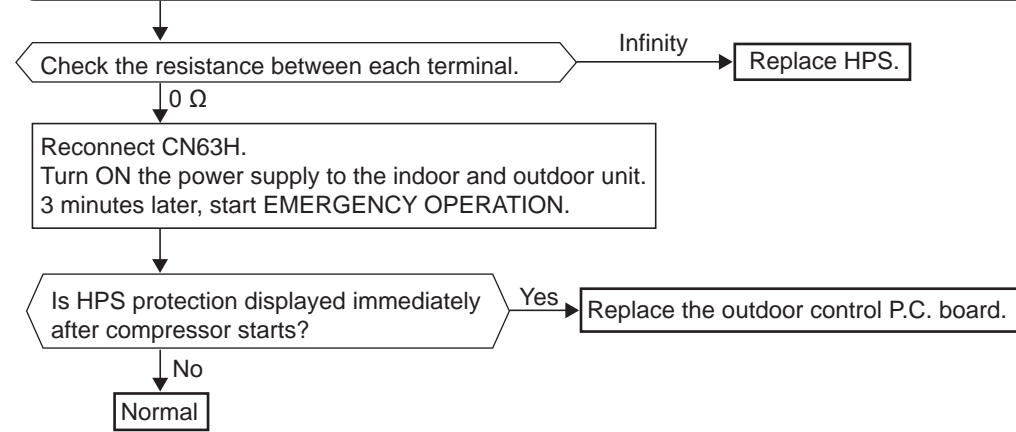 Check the resistance between each terminal.
Infinity
Replace HPS.
0 Ω
Reconnect CN63H.
Turn ON the power supply to the indoor and outdoor unit.
3 minutes later, start EMERGENCY OPERATION.
Is HPS protection displayed immediately
after compressor starts?
Yes
Replace the outdoor control P.C. board.
No
Normal